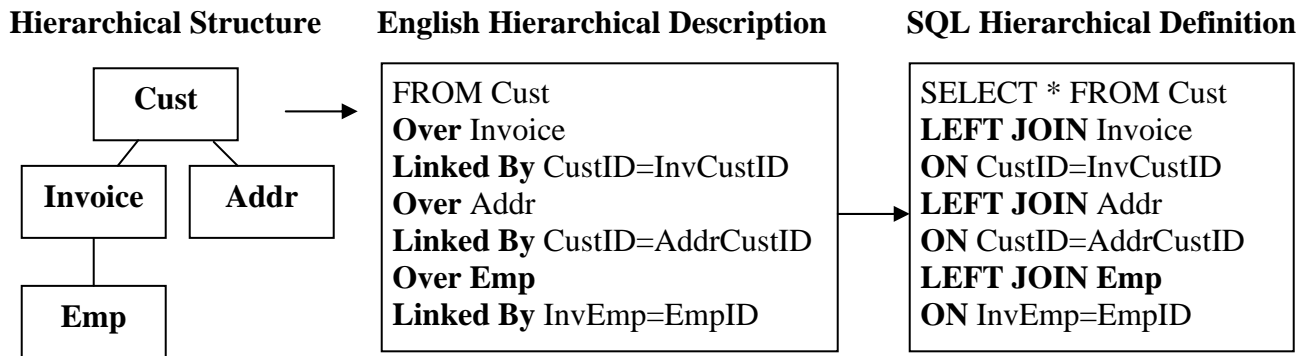 Hierarchical Structure
Cust
Invoice
Addr
Emp
English Hierarchical Description
FROM Cust
Over Invoice
Linked By CustID=InvCustID
Over Addr
Linked By CustID=AddrCustID
Over Emp
Linked By InvEmp=EmpID
SQL Hierarchical Definition
SELECT * FROM Cust
LEFT JOIN Invoice
ON CustID=InvCustID
LEFT JOIN Addr
ON CustID=AddrCustID
LEFT JOIN Emp
ON InvEmp=EmpID